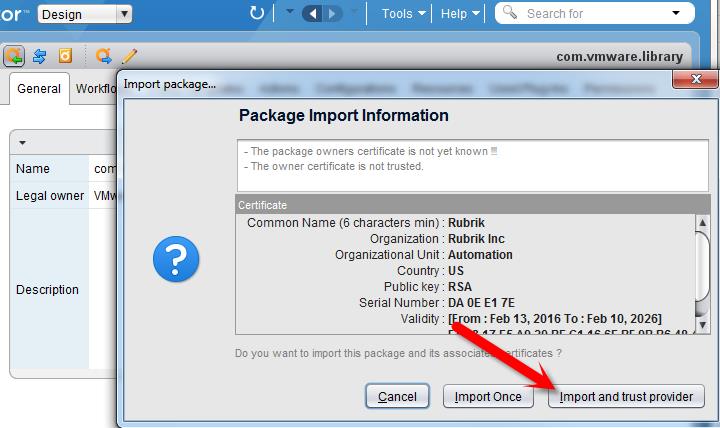 tor™ Design Tools Help Search for
com.vmware.library
General Workflo
Import package...
Package Import Information
- The package owners certificate is not yet known !!!
- The owner certificate is not trusted.
Name com
Legal owner VMw
Description
Certificate
Common Name (6 characters min) : Rubrik
Organization : Rubrik Inc
Organizational Unit : Automation
Country : US
Public key : RSA
Serial Number : DA 0E E1 7E
Validity : [From : Feb 13, 2016 To : Feb 10, 2026]
Do you want to import this package and its associated certificates ?
Cancel Import Once Import and trust provider